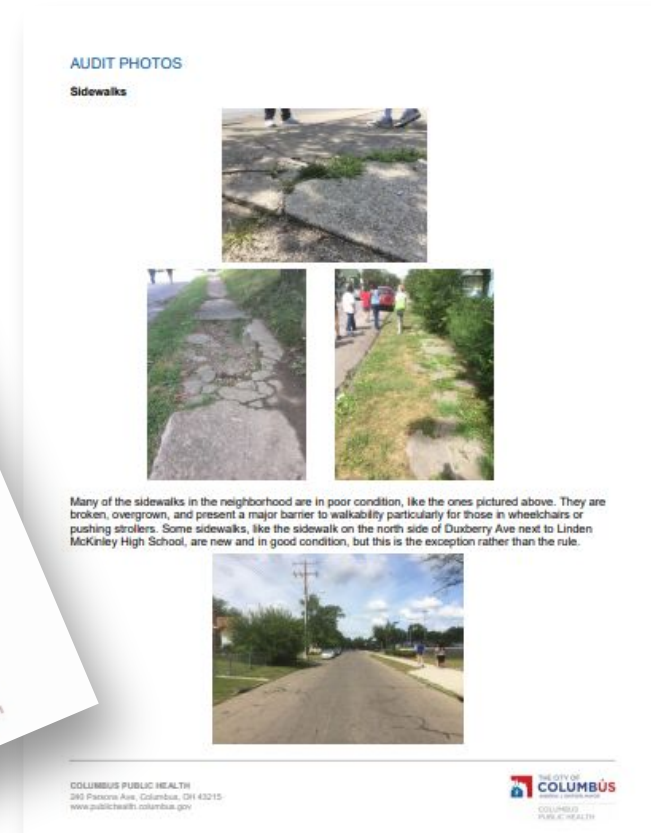 AUDIT PHOTOS
Sidewalks
Many of the sidewalks in the neighborhood are in poor condition, like the ones pictured above. They are
broken, overgrown, and present a major barrier to walkability particularly for those in wheelchairs or
pushing strollers. Some sidewalks, like the sidewalk on the north side of Duxberry Ave next to Linden
McKinley High School, are new and in good condition, but this is the exception rather than the rule.
COLUMBUS PUBLIC HEALTH
240 Parsons Ave, Columbus, OH 43215
www.publichealth.columbus.gov
THE CITY OF
COLUMBUS
COLUMBUS
PUBLIC HEALTH